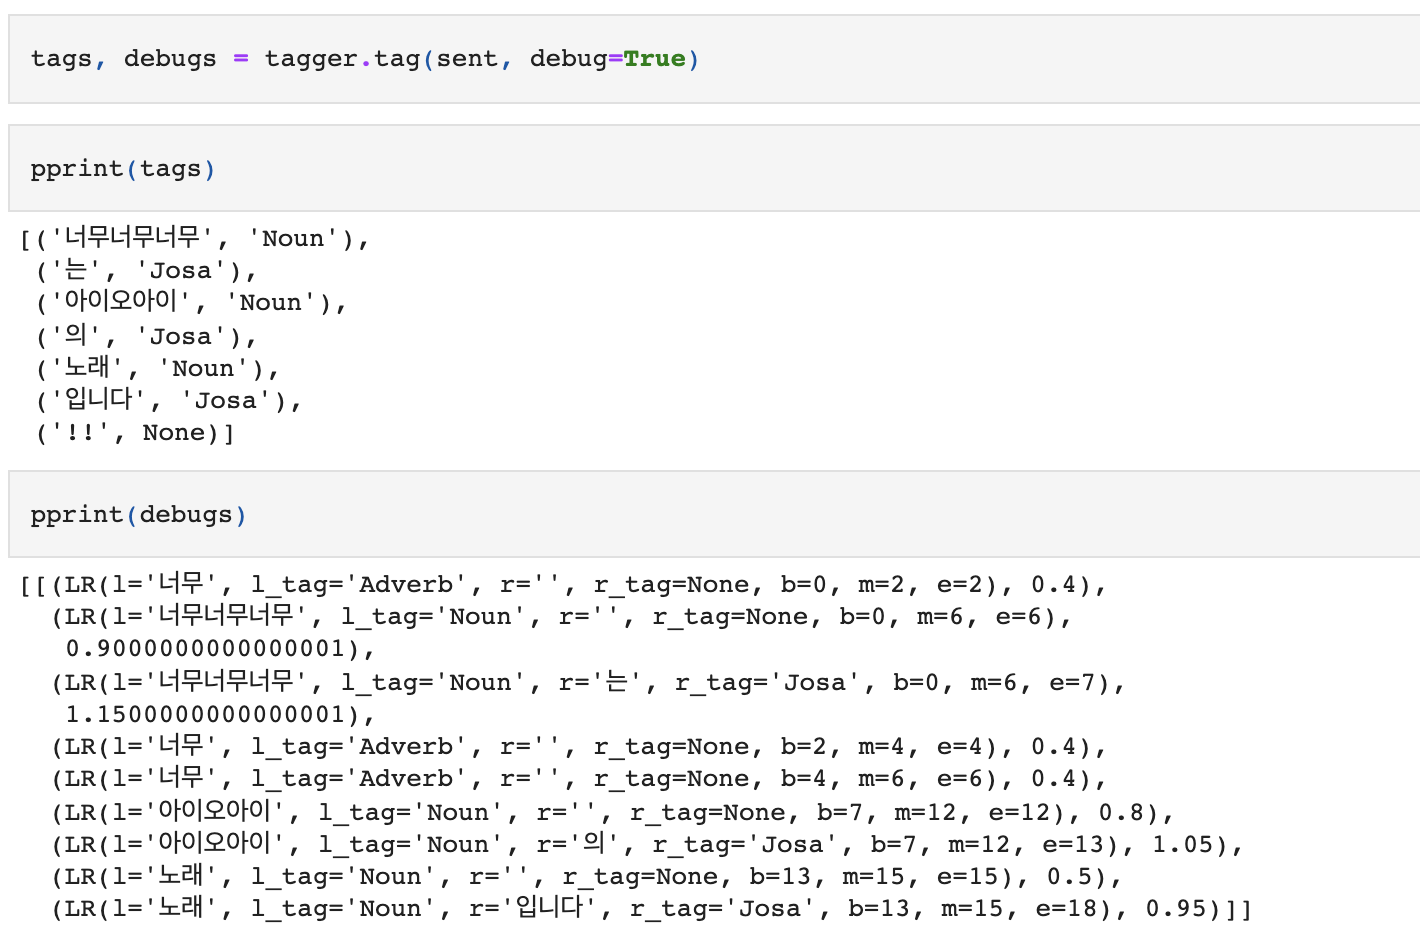 tags, debugs = tagger.tag(sent, debug=True)
pprint(tags)
[('너무너무너무', 'Noun'),
 ('는', 'Josa'),
 ('아이오아이', 'Noun'),
 ('의', 'Josa'),
 ('노래', 'Noun'),
 ('입니다', 'Josa'),
 ('!!', None)]
pprint(debugs)
[[(LR(l='너무', l_tag='Adverb', r='', r_tag=None, b=0, m=2, e=2), 0.4),
  (LR(l='너무너무너무', l_tag='Noun', r='', r_tag=None, b=0, m=6, e=6),
   0.9000000000000001),
  (LR(l='너무너무너무', l_tag='Noun', r='는', r_tag='Josa', b=0, m=6, e=7),
   1.1500000000000001),
  (LR(l='너무', l_tag='Adverb', r='', r_tag=None, b=2, m=4, e=4), 0.4),
  (LR(l='너무', l_tag='Adverb', r='', r_tag=None, b=4, m=6, e=6), 0.4),
  (LR(l='아이오아이', l_tag='Noun', r='', r_tag=None, b=7, m=12, e=12), 0.8),
  (LR(l='아이오아이', l_tag='Noun', r='의', r_tag='Josa', b=7, m=12, e=13), 1.05),
  (LR(l='노래', l_tag='Noun', r='', r_tag=None, b=13, m=15, e=15), 0.5),
  (LR(l='노래', l_tag='Noun', r='입니다', r_tag='Josa', b=13, m=15, e=18), 0.95)]]